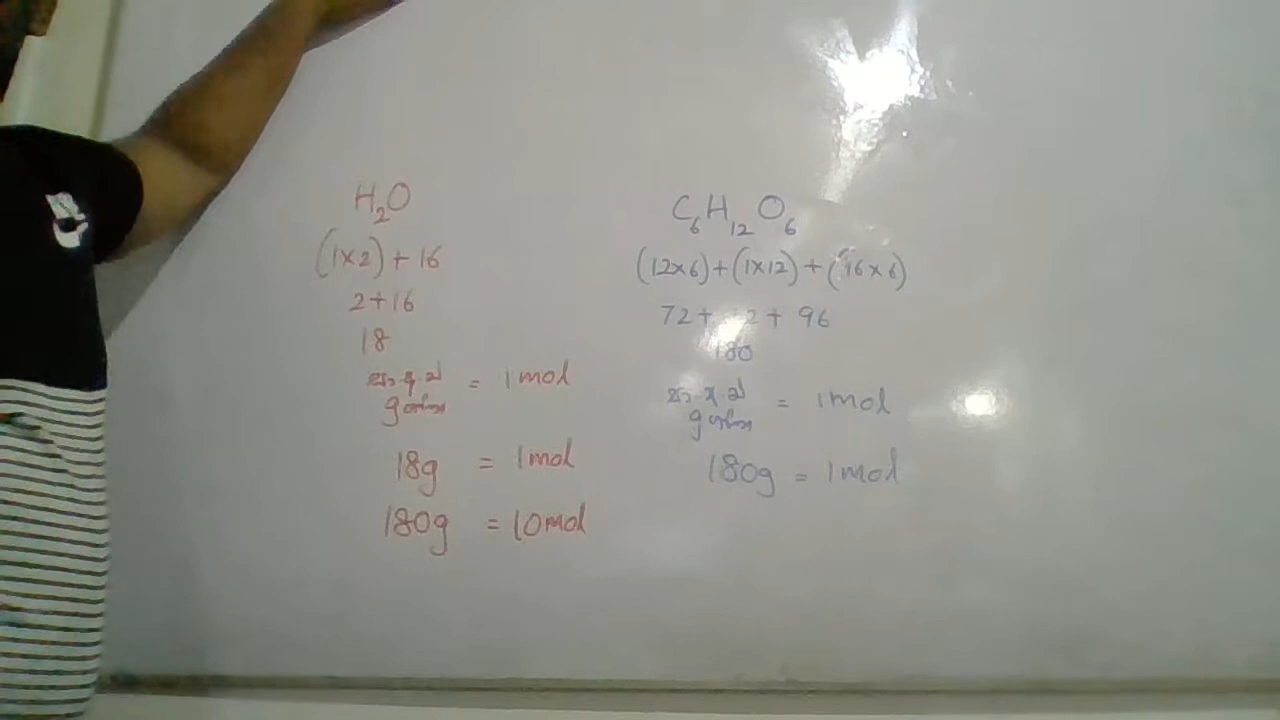 H₂O
(1×2) + 16
2+16
18
= 1mol
18g = 1mol
180g = 10mol
C₆H₁₂O₆
(12×6)+(1×12)+(16×6)
72+ 2+ 96
180
= 1mol
180g = 1mol